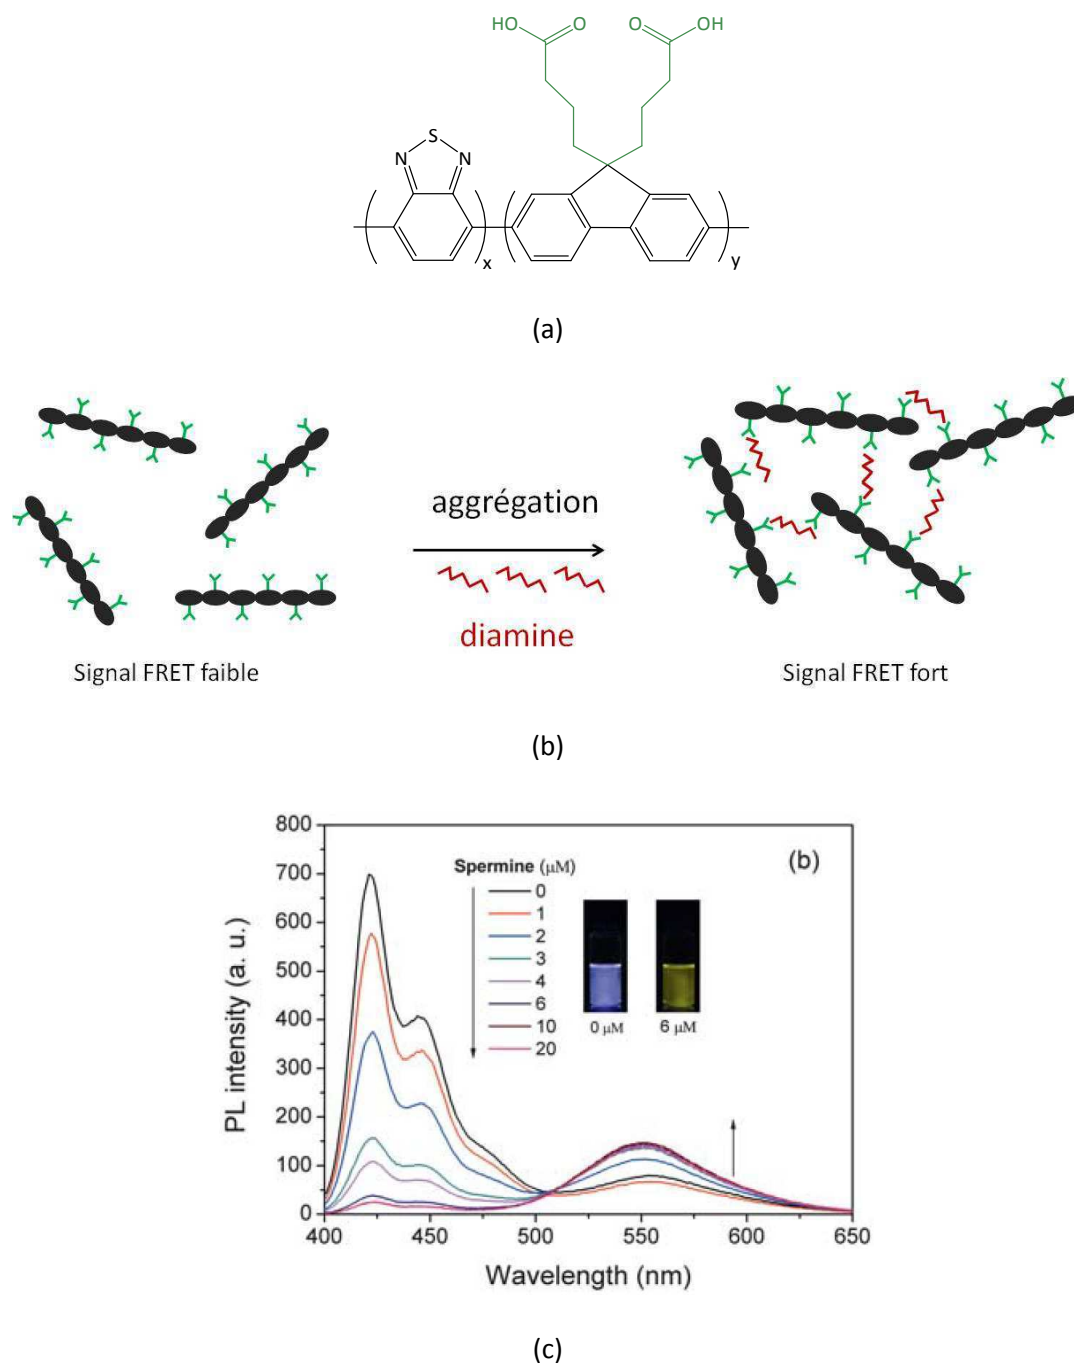 HO O O OH
S
N N
x y
(a)
aggrégation
diamine
Signal FRET faible
Signal FRET fort
(b)
800
700
600
500
400
300
200
100
0
PL intensity (a. u.)
(b)
Spermine (μM)
0
1
2
3
4
6
10
20
0 μM 6 μM
400 450 500 550 600 650
Wavelength (nm)
(c)